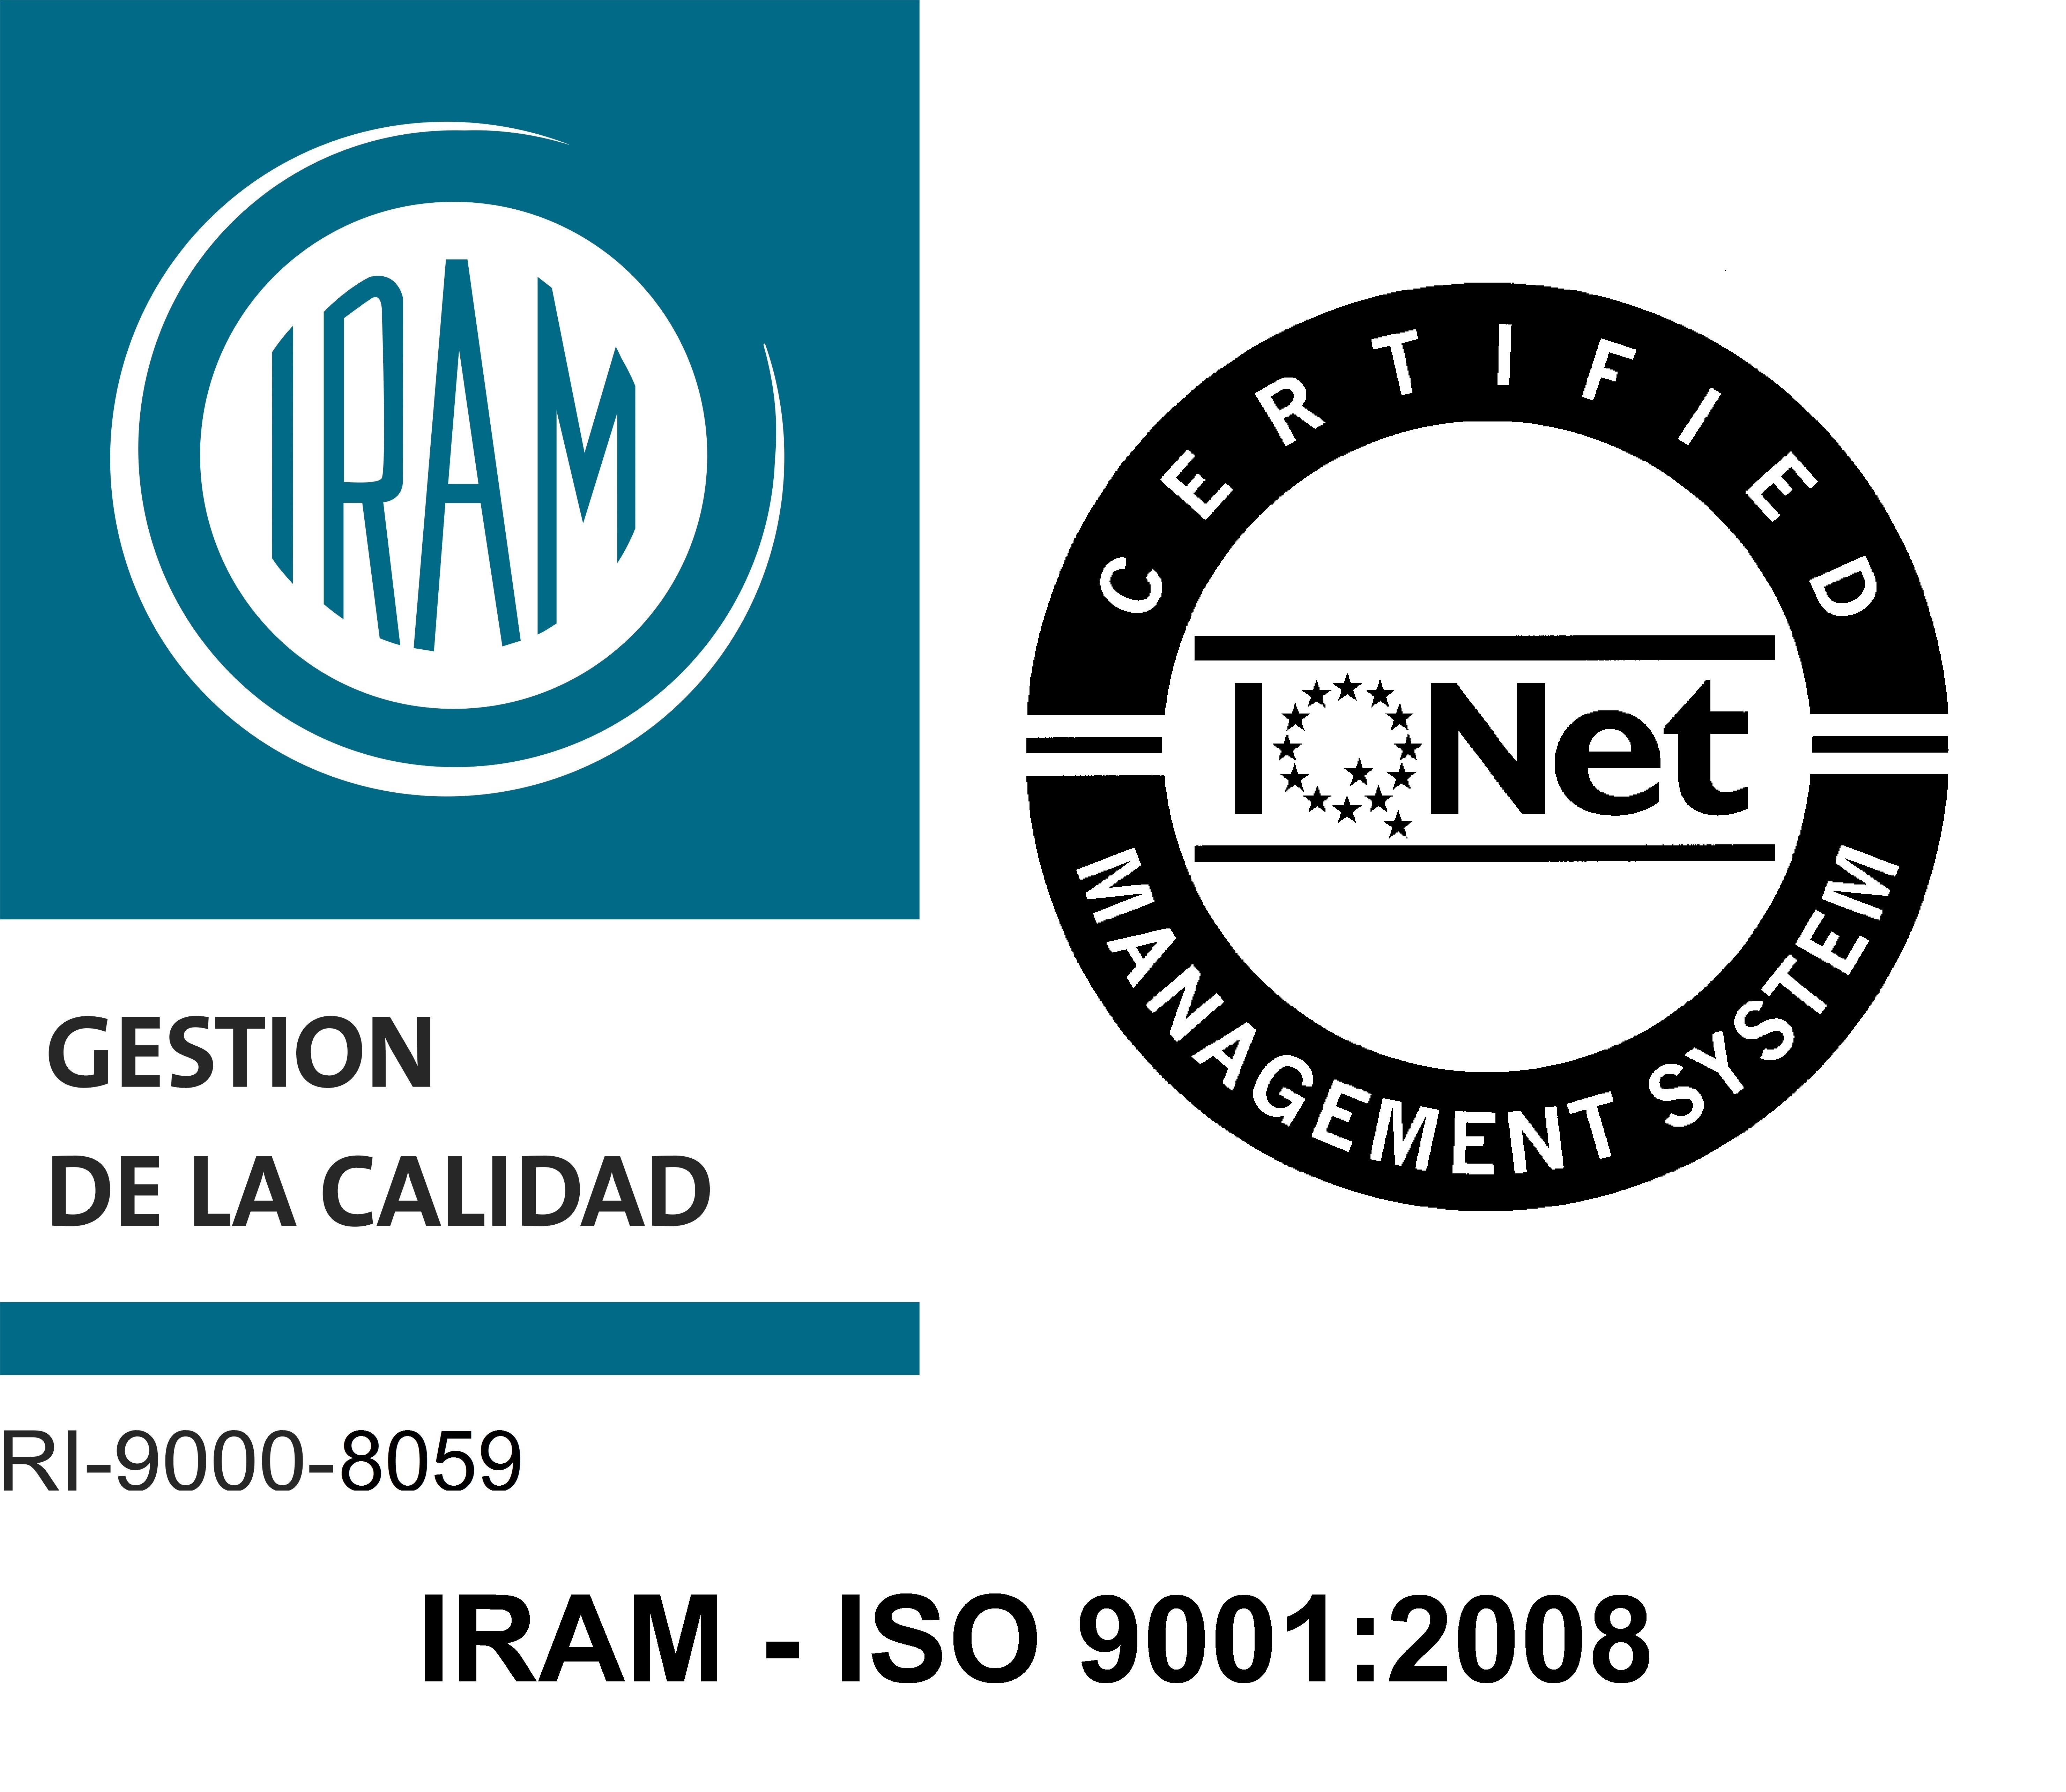 IRAM
GESTION
DE LA CALIDAD
RI-9000-8059
CERTIFIED
IQNet
MANAGEMENT SYSTEM
IRAM - ISO 9001:2008